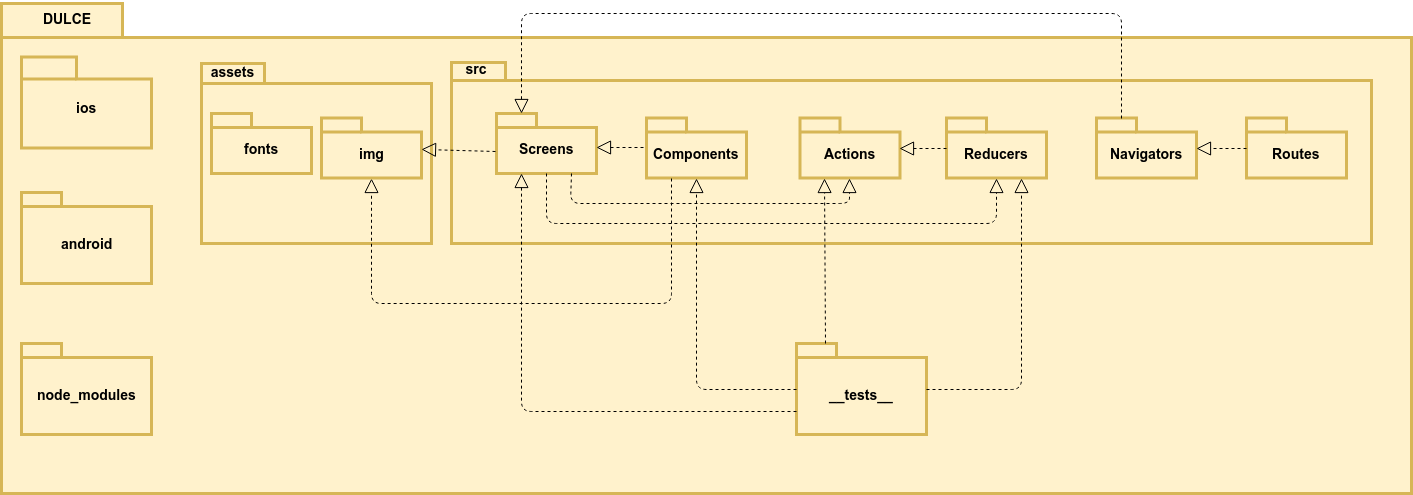 DULCE
assets
src
ios
fonts
img
Screens
Components
Actions
Reducers
Navigators
Routes
android
node_modules
__tests__